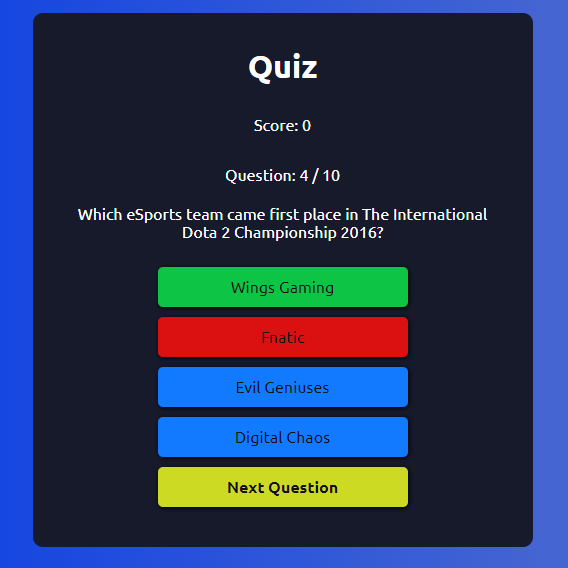 Quiz
Score: 0
Question: 4 / 10
Which eSports team came first place in The International
Dota 2 Championship 2016?
Wings Gaming
Fnatic
Evil Geniuses
Digital Chaos
Next Question